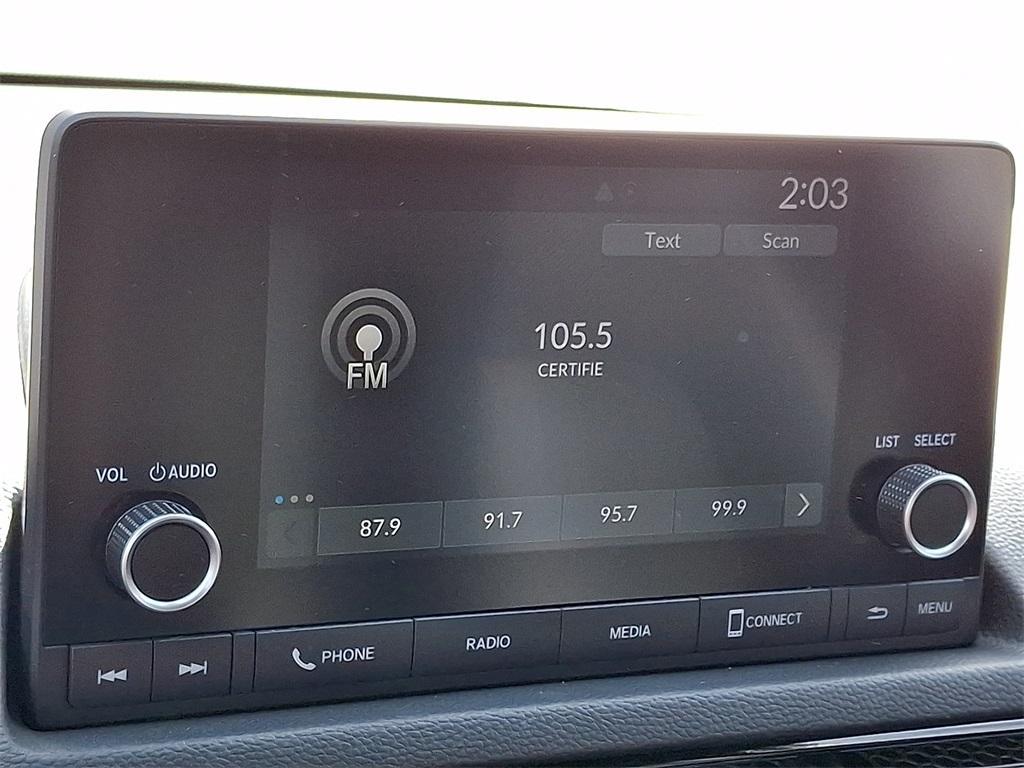 2:03
Text Scan
105.5
CERTIFIE
FM
LIST SELECT
VOL AUDIO
87.9 91.7 95.7 99.9
PHONE RADIO MEDIA CONNECT MENU